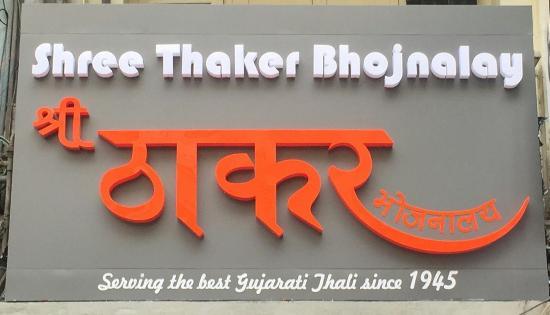 Shree Thaker Bhojnalay
श्री ठाकर
भोजनालय
Serving the best Gujarati Thali since 1945